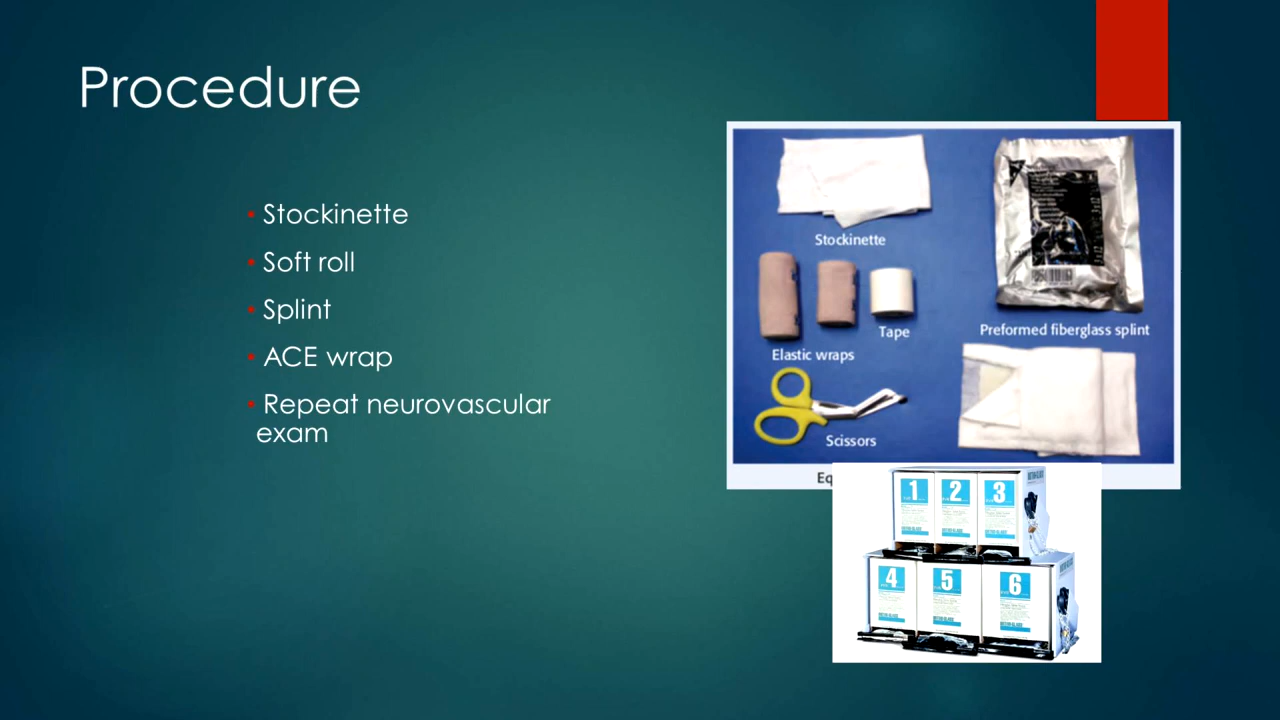 Procedure
• Stockinette
• Soft roll
• Splint
• ACE wrap
• Repeat neurovascular
exam
Stockinette
Tape
Preformed fiberglass splint
Elastic wraps
Scissors
Eq
1 2 3
4 5 6